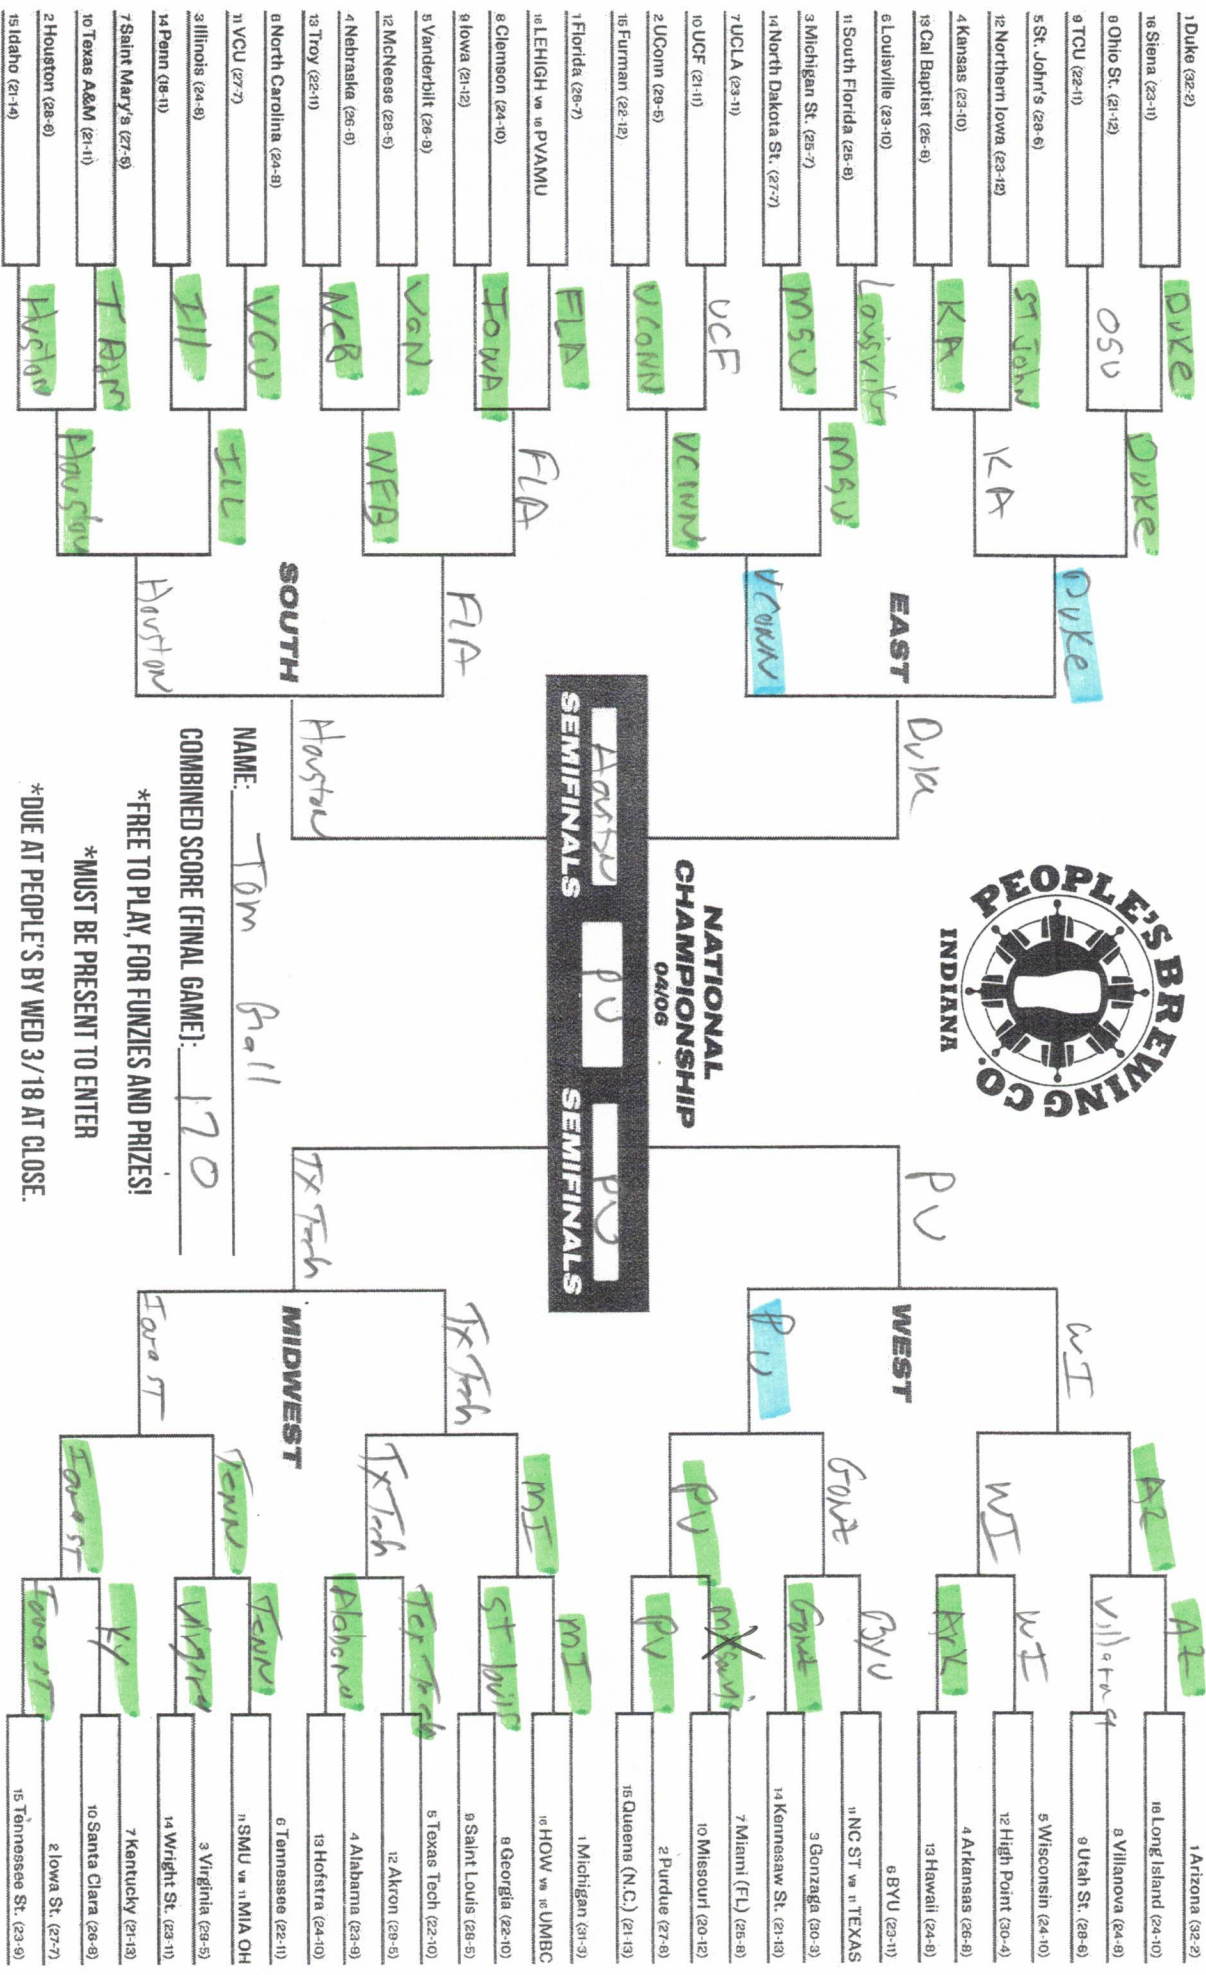 1 Duke (32-2)
16 Siena (23-11)
8 Ohio St. (21-12)
9 TCU (22-11)
5 St. John's (28-6)
12 Northern Iowa (23-12)
4 Kansas (23-10)
13 Cal Baptist (25-8)
6 Louisville (23-10)
11 South Florida (25-8)
3 Michigan St. (25-7)
14 North Dakota St. (27-7)
7 UCLA (23-11)
10 UCF (21-11)
2 UConn (29-5)
15 Furman (22-12)
1 Florida (26-7)
16 LEHIGH vs 16 PVAMU
8 Clemson (24-10)
9 Iowa (21-12)
5 Vanderbilt (26-8)
12 McNeese (28-5)
4 Nebraska (26-6)
13 Troy (22-11)
6 North Carolina (24-8)
11 VCU (27-7)
3 Illinois (24-8)
14 Penn (18-11)
7 Saint Mary's (27-5)
10 Texas A&M (21-11)
2 Houston (28-6)
15 Idaho (21-14)
Duke
OSU
ST John
KA
Louisville
MSU
UCF
UCONN
FLA
IOWA
VAN
NEB
VCU
Ill
T A&M
Huston
Duke
KA
MSU
UCINN
FLA
NEB
ILL
Houston
Duke
UCONN
FLA
Houston
EAST
SOUTH
Duke
Houston
PEOPLE'S BREWING CO.
INDIANA
NATIONAL
CHAMPIONSHIP
04/06
Houston
SEMIFINALS
PU
PU
SEMIFINALS
NAME: Tom Gall
COMBINED SCORE (FINAL GAME): 170
*FREE TO PLAY, FOR FUNZIES AND PRIZES!
*MUST BE PRESENT TO ENTER
*DUE AT PEOPLE'S BY WED 3/18 AT CLOSE.
PU
TX Tech
WEST
MIDWEST
WI
PU
TX Tech
Iowa ST
AZ
WI
Gonz
PU
MI
TX Tech
TENN
Iowa ST
AZ
Villanova
WI
Ark
BYU
Gonz
Miami
PU
MI
St Louis
Tex Tech
Alabama
TENN
Virginia
KY
Iowa ST
1 Arizona (32-2)
16 Long Island (24-10)
8 Villanova (24-8)
9 Utah St. (28-6)
5 Wisconsin (24-10)
12 High Point (30-4)
4 Arkansas (26-8)
13 Hawaii (24-8)
6 BYU (23-11)
11 NC ST vs 11 TEXAS
3 Gonzaga (30-3)
14 Kennesaw St. (21-13)
7 Miami (FL) (25-8)
10 Missouri (20-12)
2 Purdue (27-8)
15 Queens (N.C.) (21-13)
1 Michigan (31-3)
16 HOW vs 16 UMBC
8 Georgia (22-10)
9 Saint Louis (28-5)
5 Texas Tech (22-10)
12 Akron (29-5)
4 Alabama (23-9)
13 Hofstra (24-10)
6 Tennessee (22-11)
11 SMU vs 11 MIA OH
3 Virginia (29-5)
14 Wright St. (23-11)
7 Kentucky (21-13)
10 Santa Clara (26-8)
2 Iowa St. (27-7)
15 Tennessee St. (23-9)